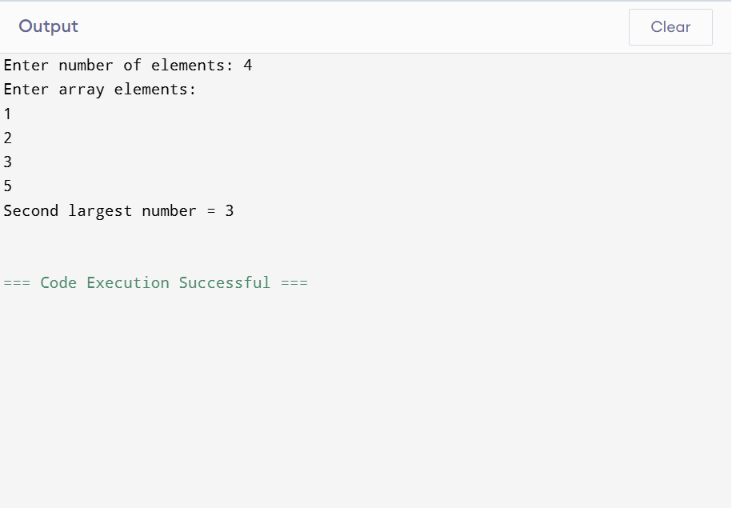 Output
Clear
Enter number of elements: 4
Enter array elements:
1
2
3
5
Second largest number = 3
=== Code Execution Successful ===